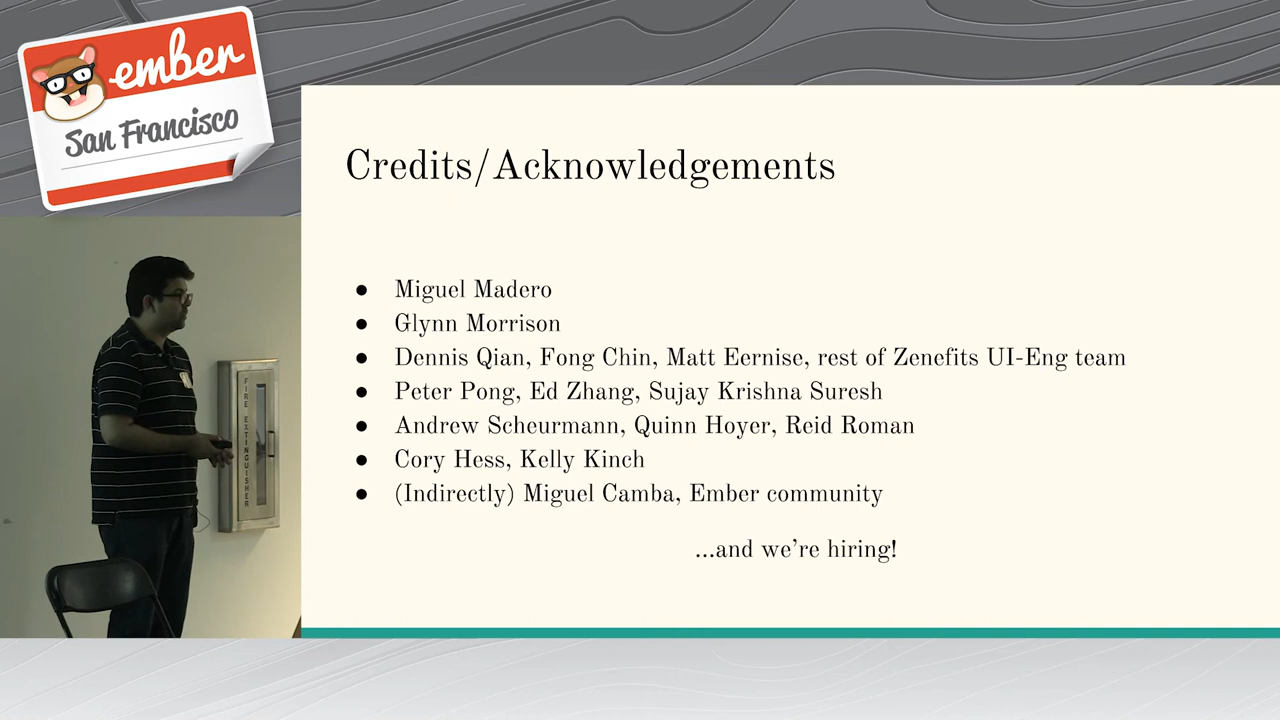 ember
San Francisco
Credits/Acknowledgements
● Miguel Madero
● Glynn Morrison
● Dennis Qian, Fong Chin, Matt Eernise, rest of Zenefits UI-Eng team
● Peter Pong, Ed Zhang, Sujay Krishna Suresh
● Andrew Scheurmann, Quinn Hoyer, Reid Roman
● Cory Hess, Kelly Kinch
● (Indirectly) Miguel Camba, Ember community
...and we’re hiring!
FIRE EXTINGUISHER